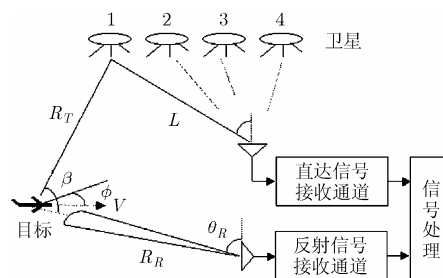 1 2 3 4
卫星
R_T
L
β
ϕ
V
目标
θ_R
R_R
直达信号
接收通道
反射信号
接收通道
信号处理